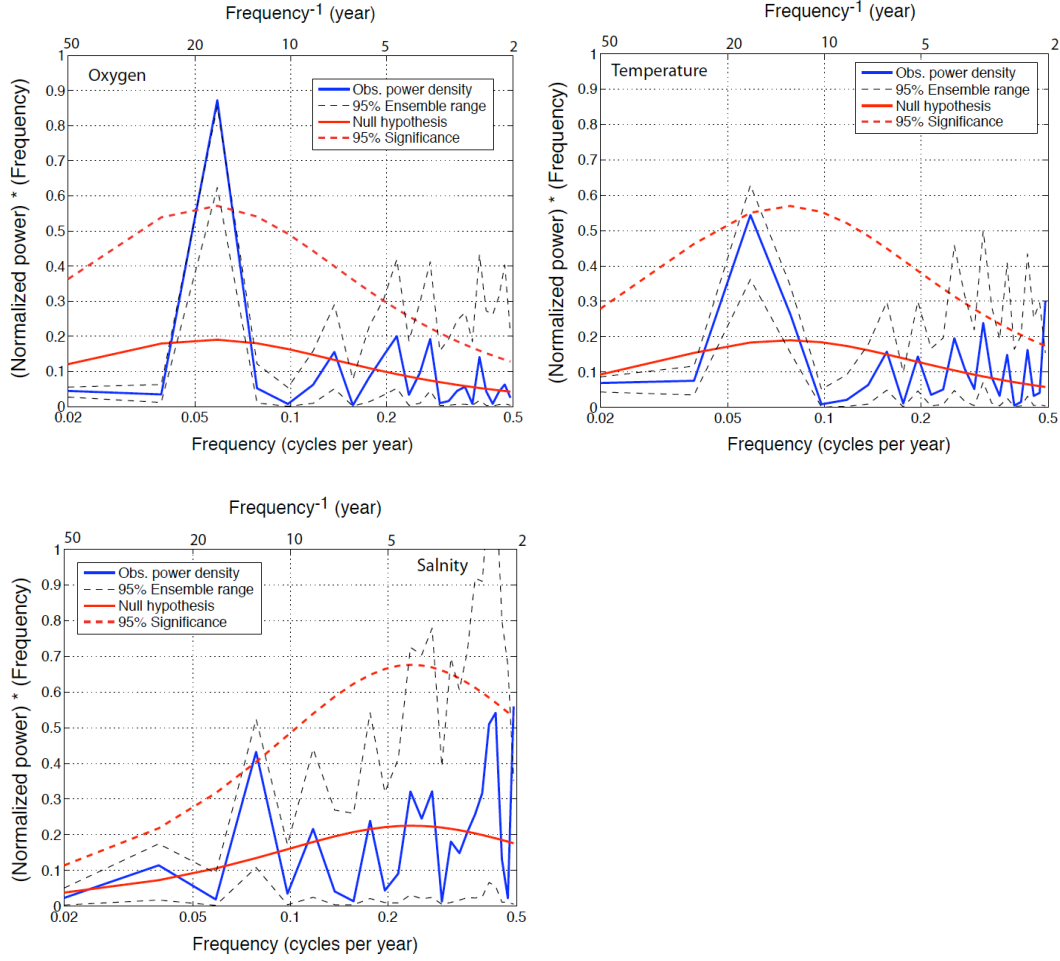 Frequency-1 (year)
50 20 10 5 2
Oxygen
Obs. power density
95% Ensemble range
Null hypothesis
95% Significance
(Normalized power) * (Frequency)
1
0.9
0.8
0.7
0.6
0.5
0.4
0.3
0.2
0.1
0
0.02 0.05 0.1 0.2 0.5
Frequency (cycles per year)
Frequency-1 (year)
50 20 10 5 2
Temperature
Obs. power density
95% Ensemble range
Null hypothesis
95% Significance
(Normalized power) * (Frequency)
1
0.9
0.8
0.7
0.6
0.5
0.4
0.3
0.2
0.1
0
0.02 0.05 0.1 0.2 0.5
Frequency (cycles per year)
Frequency-1 (year)
50 20 10 5 2
Salnity
Obs. power density
95% Ensemble range
Null hypothesis
95% Significance
(Normalized power) * (Frequency)
1
0.9
0.8
0.7
0.6
0.5
0.4
0.3
0.2
0.1
0
0.02 0.05 0.1 0.2 0.5
Frequency (cycles per year)